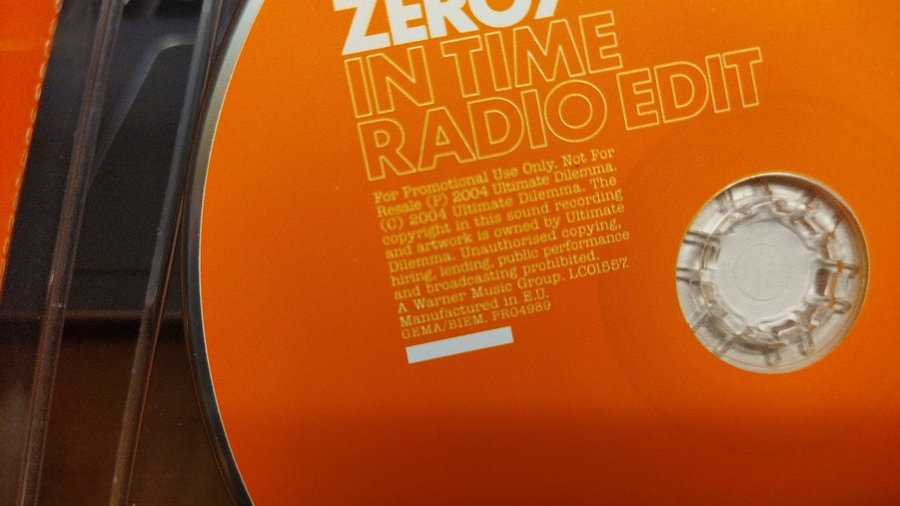 ZERO7
IN TIME
RADIO EDIT
For Promotional Use Only. Not For
Resale (P) 2004 Ultimate Dilemma.
(C) 2004 Ultimate Dilemma. The
copyright in this sound recording
and artwork is owned by Ultimate
Dilemma. Unauthorised copying,
hiring, lending, public performance
and broadcasting prohibited.
A Warner Music Group. LC01557.
Manufactured in E.U.
GEMA/BIEM. PR04989